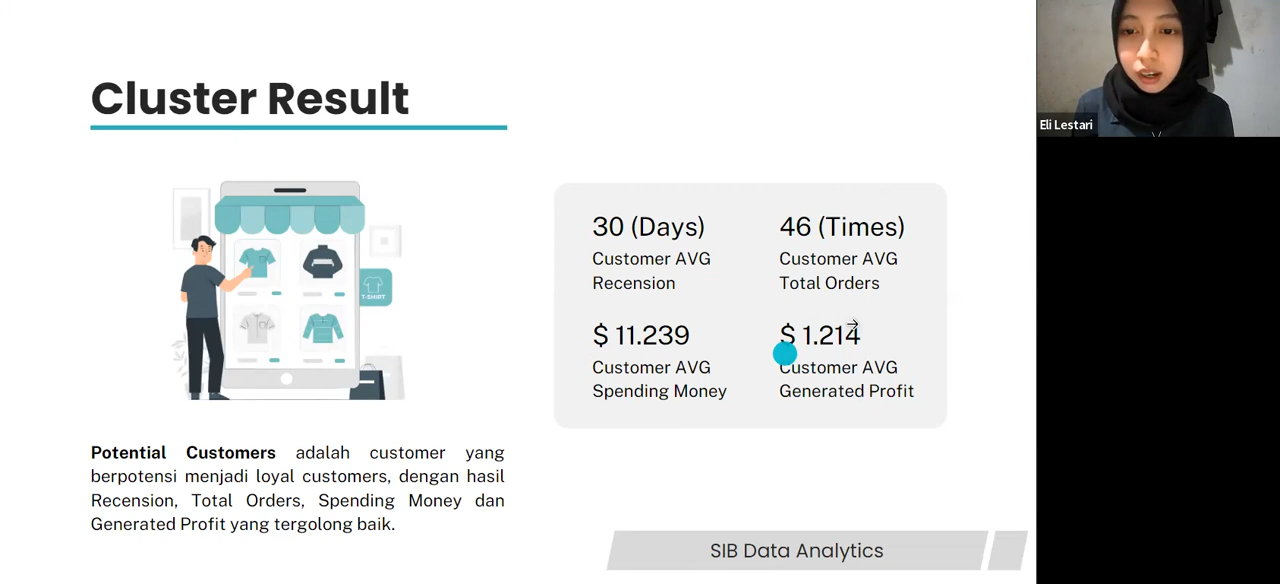 Cluster Result
T-SHIRT
Potential Customers adalah customer yang
berpotensi menjadi loyal customers, dengan hasil
Recension, Total Orders, Spending Money dan
Generated Profit yang tergolong baik.
30 (Days)
Customer AVG
Recension
46 (Times)
Customer AVG
Total Orders
$ 11.239
Customer AVG
Spending Money
$ 1.214
Customer AVG
Generated Profit
SIB Data Analytics
Eli Lestari